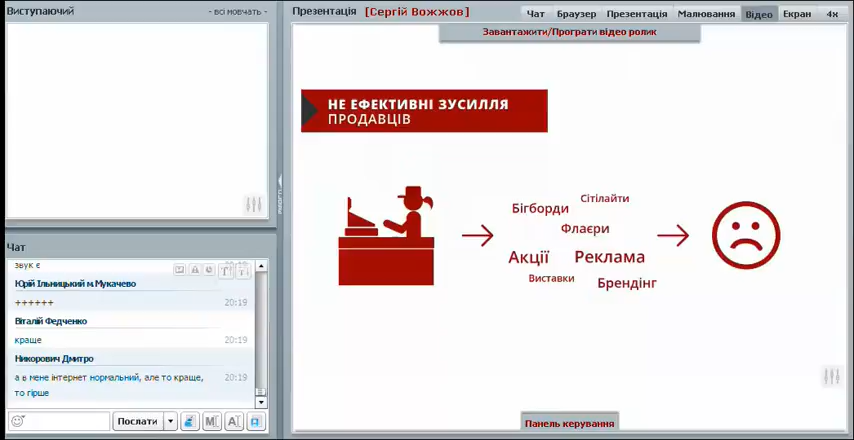 Виступаючий
- всі мовчать -
Презентація [Сергій Вожжов]
Чат Браузер Презентація Малювання Відео Екран 4x
Завантажити/Програти відео ролик
НЕ ЕФЕКТИВНІ ЗУСИЛЛЯ
ПРОДАВЦІВ
Бігборди
Сітілайти
Флаєри
Акції
Реклама
Виставки
Брендінг
Панель керування
Чат
звук є
Юрій Ільницький м.Мукачево
++++++ 20:19
Віталій Федченко
краще 20:19
Никорович Дмитро
а в мене інтернет нормальний, але то краще, 20:19
то гірше
Послати